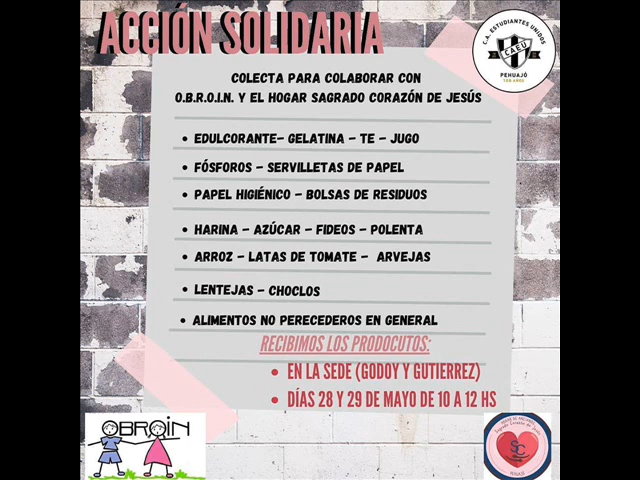 ACCIÓN SOLIDARIA
C.A. ESTUDIANTES UNIDOS
CAEU
PEHUAJÓ
100 AÑOS
COLECTA PARA COLABORAR CON
O.B.R.O.I.N. Y EL HOGAR SAGRADO CORAZÓN DE JESÚS
• EDULCORANTE- GELATINA - TE - JUGO
• FÓSFOROS - SERVILLETAS DE PAPEL
• PAPEL HIGIÉNICO - BOLSAS DE RESIDUOS
• HARINA - AZÚCAR - FIDEOS - POLENTA
• ARROZ - LATAS DE TOMATE - ARVEJAS
• LENTEJAS - CHOCLOS
• ALIMENTOS NO PERECEDEROS EN GENERAL
RECIBIMOS LOS PRODOCUTOS:
• EN LA SEDE (GODOY Y GUTIERREZ)
• DÍAS 28 Y 29 DE MAYO DE 10 A 12 HS
OBROIN
Sagrado Corazón de Jesús
SC